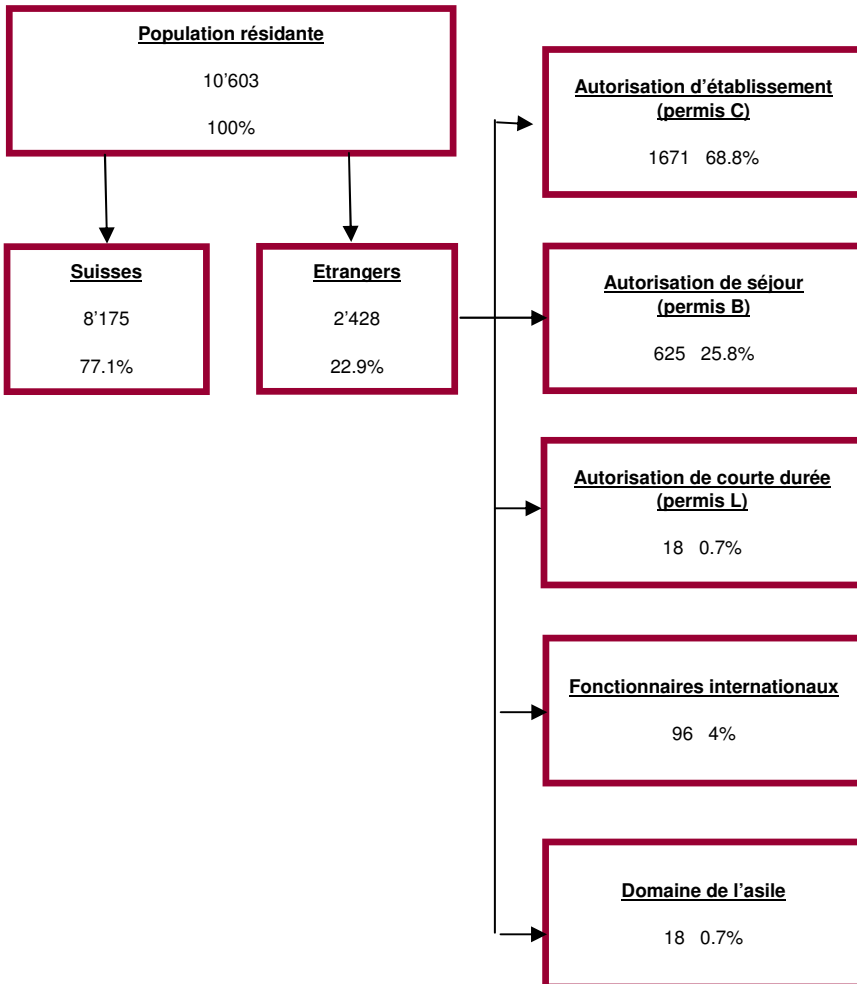 Population résidante
10’603
100%
Suisses
8’175
77.1%
Etrangers
2’428
22.9%
Autorisation d’établissement
(permis C)
1671 68.8%
Autorisation de séjour
(permis B)
625 25.8%
Autorisation de courte durée
(permis L)
18 0.7%
Fonctionnaires internationaux
96 4%
Domaine de l’asile
18 0.7%